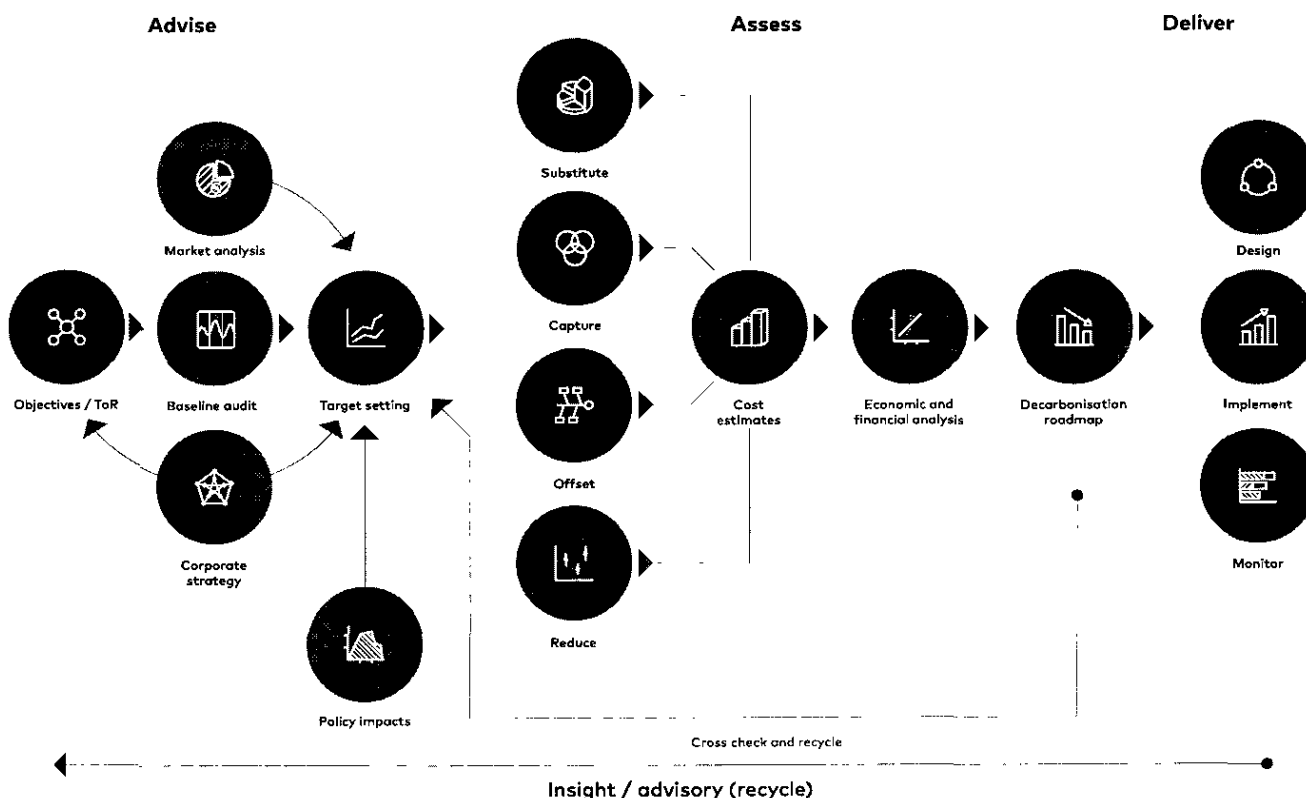 Advise
Assess
Deliver
Substitute
Market analysis
Design
Capture
Objectives / ToR
Baseline audit
Target setting
Cost
estimates
Economic and
financial analysis
Decarbonisation
roadmap
Implement
Offset
Corporate
strategy
Monitor
Reduce
Policy impacts
Cross check and recycle
Insight / advisory (recycle)